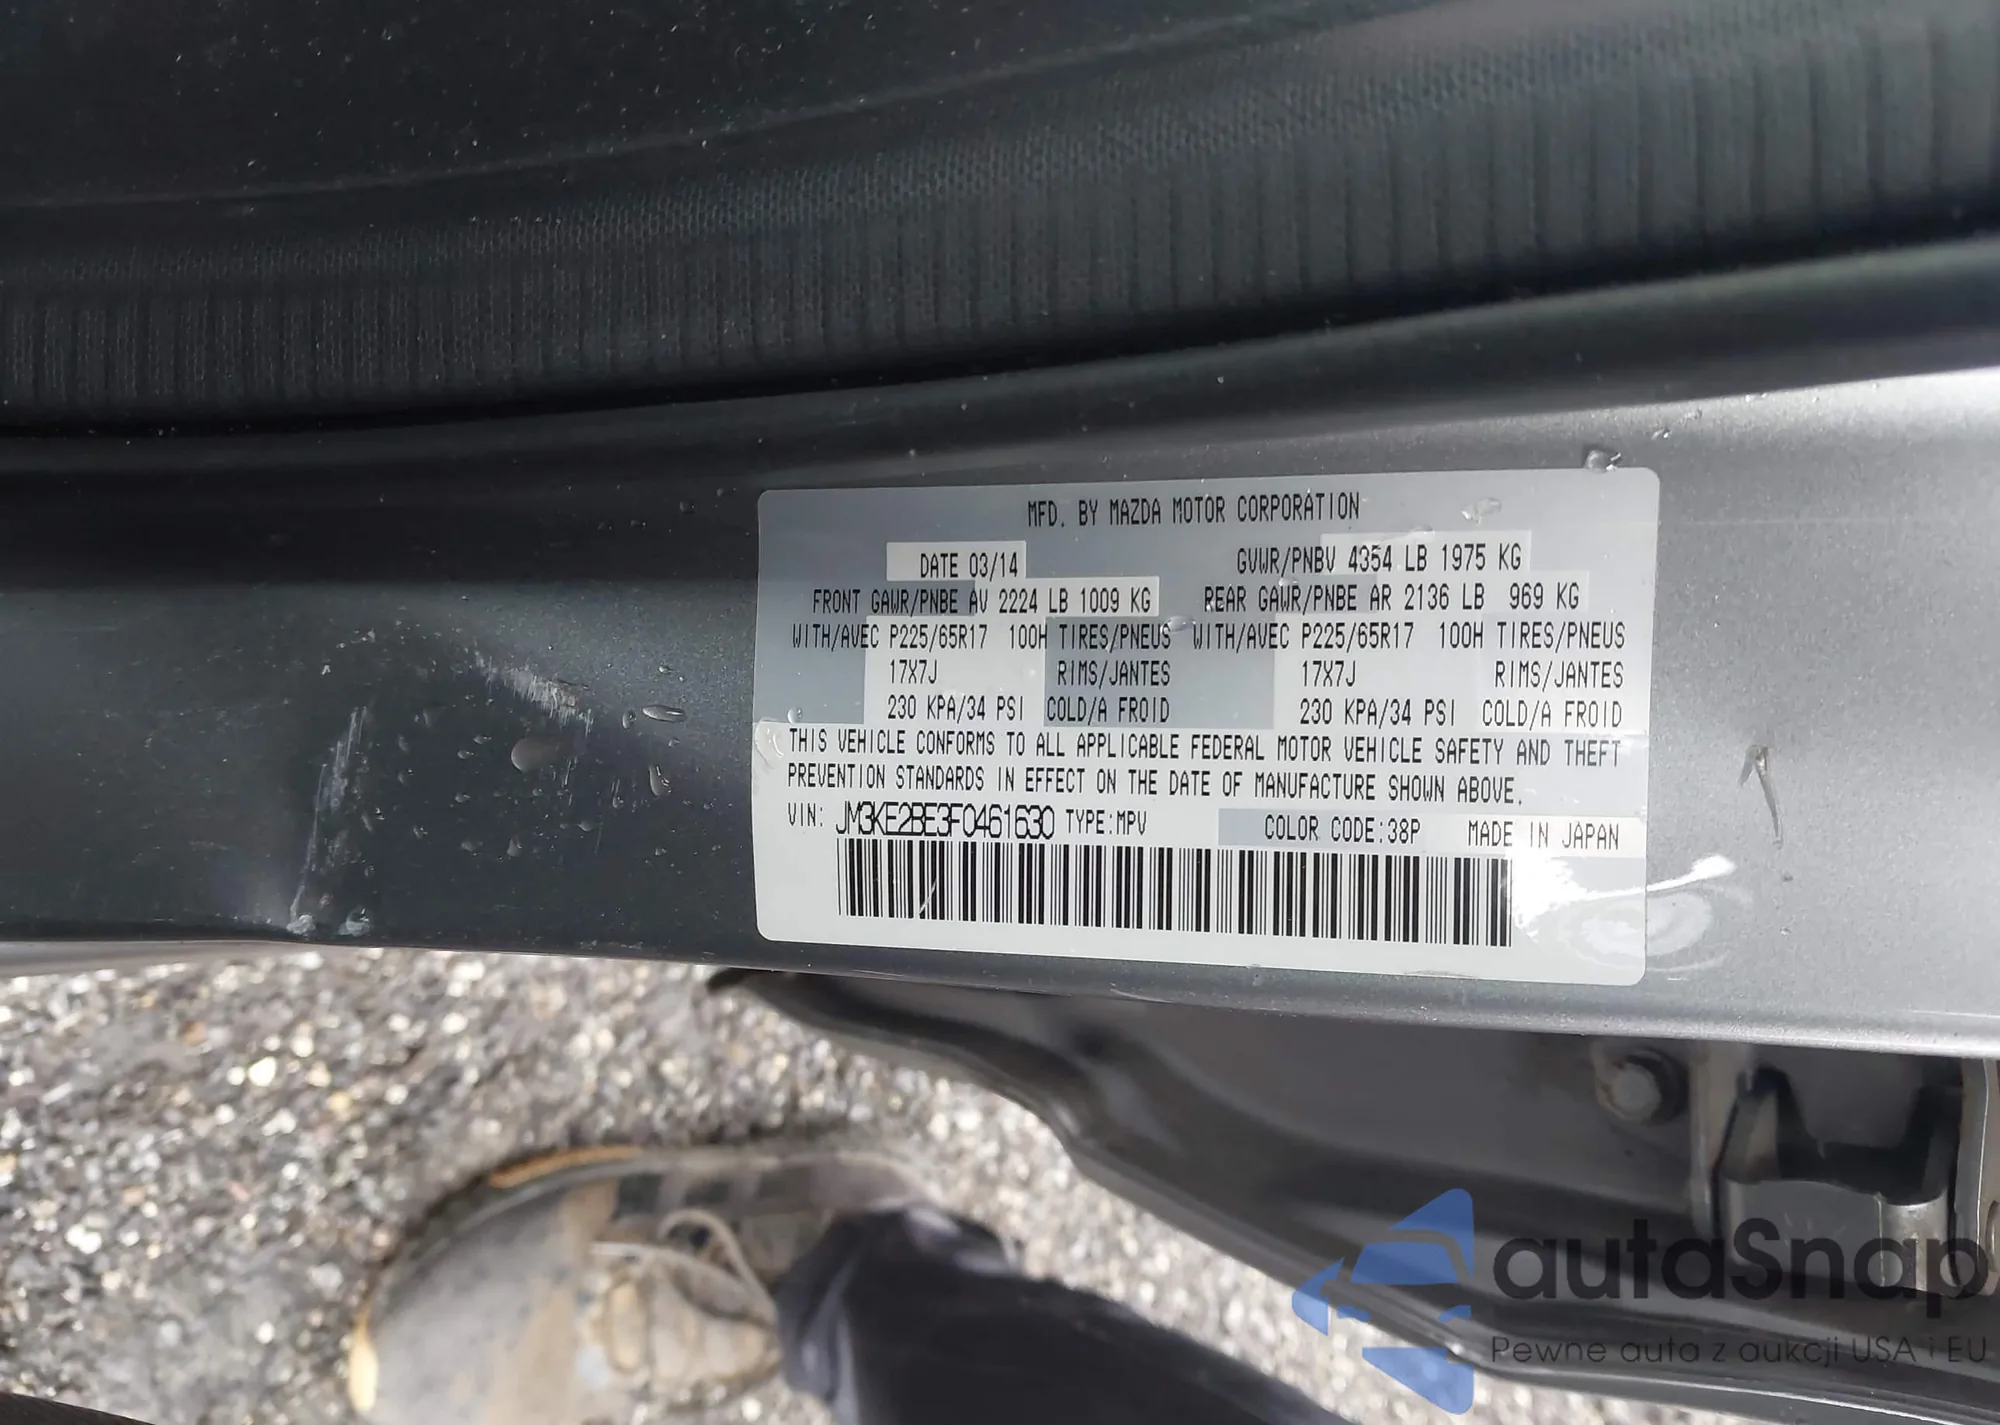 MFD. BY MAZDA MOTOR CORPORATION
DATE 03/14 GVWR/PNBV 4354 LB 1975 KG
FRONT GAWR/PNBE AV 2224 LB 1009 KG REAR GAWR/PNBE AR 2136 LB 969 KG
WITH/AVEC P225/65R17 100H TIRES/PNEUS WITH/AVEC P225/65R17 100H TIRES/PNEUS
17X7J RIMS/JANTES 17X7J RIMS/JANTES
230 KPA/34 PSI COLD/A FROID 230 KPA/34 PSI COLD/A FROID
THIS VEHICLE CONFORMS TO ALL APPLICABLE FEDERAL MOTOR VEHICLE SAFETY AND THEFT
PREVENTION STANDARDS IN EFFECT ON THE DATE OF MANUFACTURE SHOWN ABOVE.
VIN: JM3KE2BE3F0461630 TYPE:MPV COLOR CODE:38P MADE IN JAPAN
autaSnap
Pewne auta z aukcji USA i EU